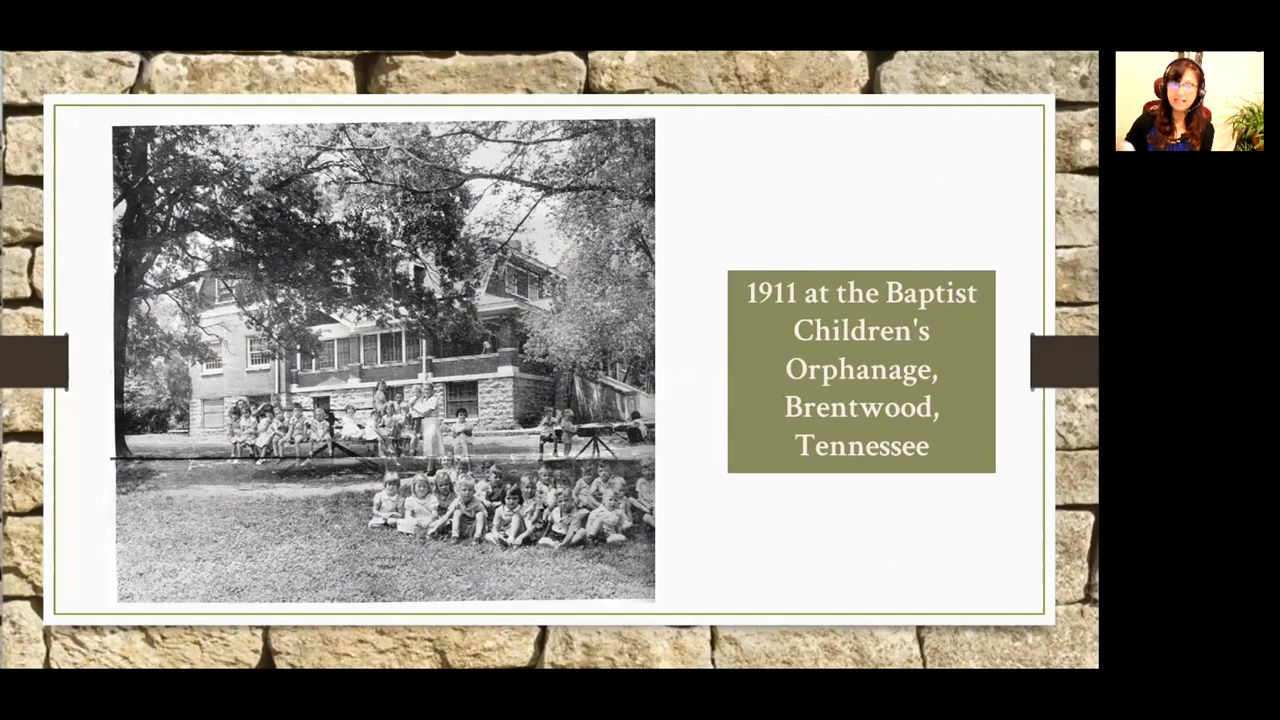 1911 at the Baptist
Children's
Orphanage,
Brentwood,
Tennessee